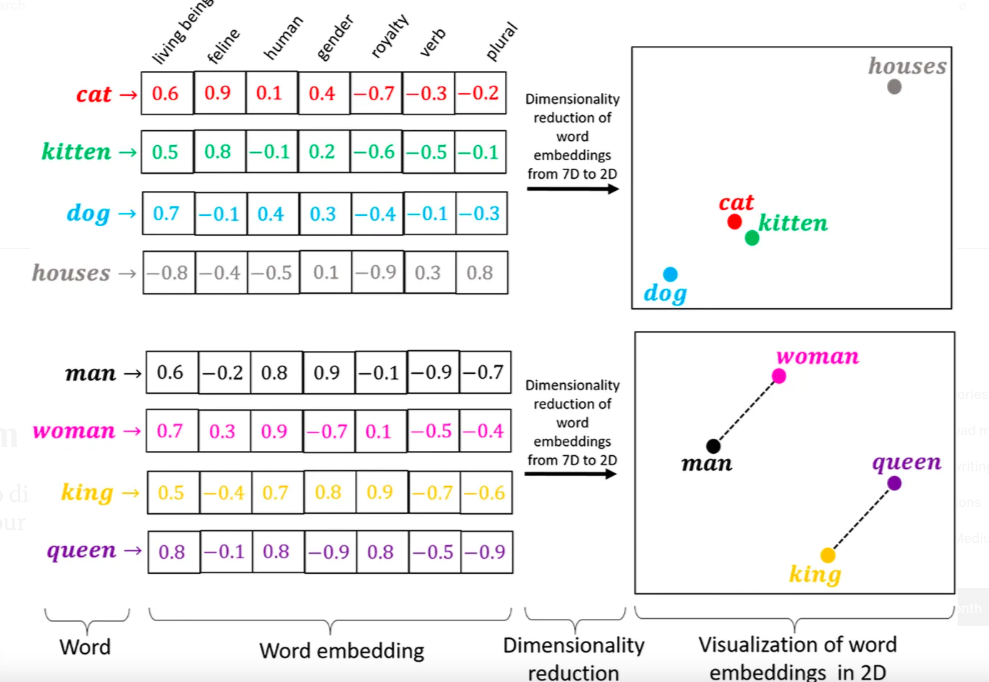 living being feline human gender royalty verb plural
cat → 0.6 0.9 0.1 0.4 −0.7 −0.3 −0.2
kitten → 0.5 0.8 −0.1 0.2 −0.6 −0.5 −0.1
dog → 0.7 −0.1 0.4 0.3 −0.4 −0.1 −0.3
houses → −0.8 −0.4 −0.5 0.1 −0.9 0.3 0.8
Dimensionality
reduction of
word
embeddings
from 7D to 2D
houses
cat
kitten
dog
man → 0.6 −0.2 0.8 0.9 −0.1 −0.9 −0.7
woman → 0.7 0.3 0.9 −0.7 0.1 −0.5 −0.4
king → 0.5 −0.4 0.7 0.8 0.9 −0.7 −0.6
queen → 0.8 −0.1 0.8 −0.9 0.8 −0.5 −0.9
Dimensionality
reduction of
word
embeddings
from 7D to 2D
woman
man
queen
king
Word
Word embedding
Dimensionality
reduction
Visualization of word
embeddings in 2D